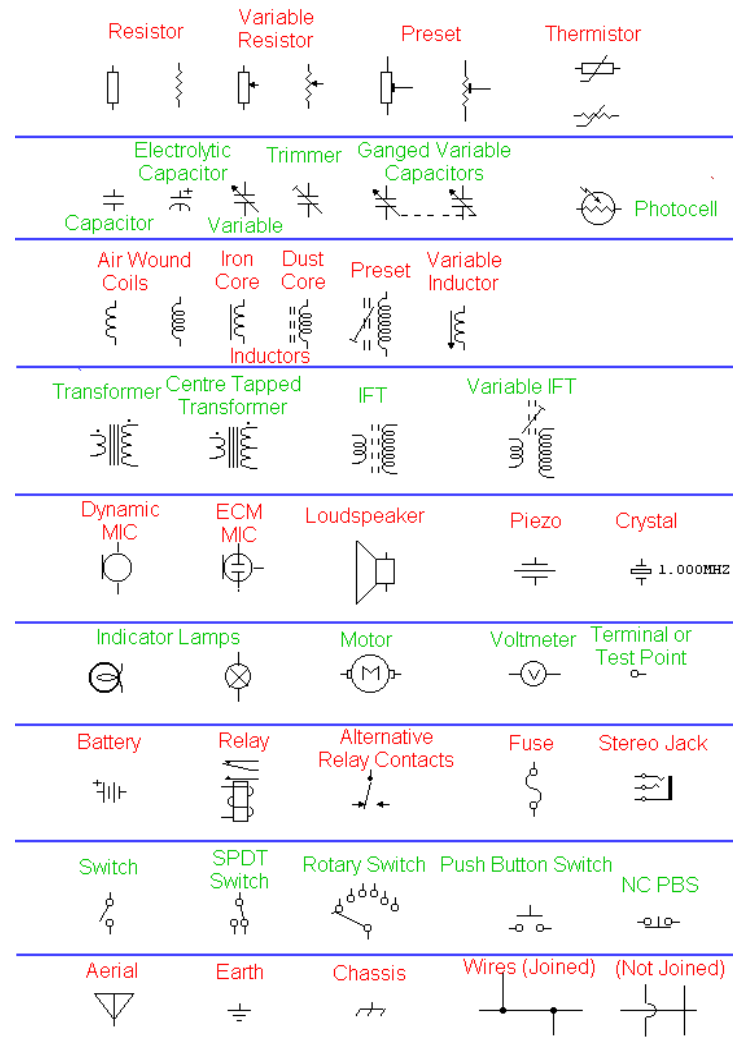 Resistor
Variable
Resistor
Preset
Thermistor
Electrolytic
Capacitor
Trimmer
Ganged Variable
Capacitors
+
Capacitor
Variable
Photocell
Air Wound
Coils
Iron
Core
Dust
Core
Preset
Variable
Inductor
Inductors
Transformer
Centre Tapped
Transformer
IFT
Variable IFT
Dynamic
MIC
ECM
MIC
Loudspeaker
Piezo
Crystal
1.000MHZ
Indicator Lamps
Motor
Voltmeter
Terminal or
Test Point
M
V
Battery
Relay
Alternative
Relay Contacts
Fuse
Stereo Jack
+
Switch
SPDT
Switch
Rotary Switch
Push Button Switch
NC PBS
Aerial
Earth
Chassis
Wires (Joined)
(Not Joined)